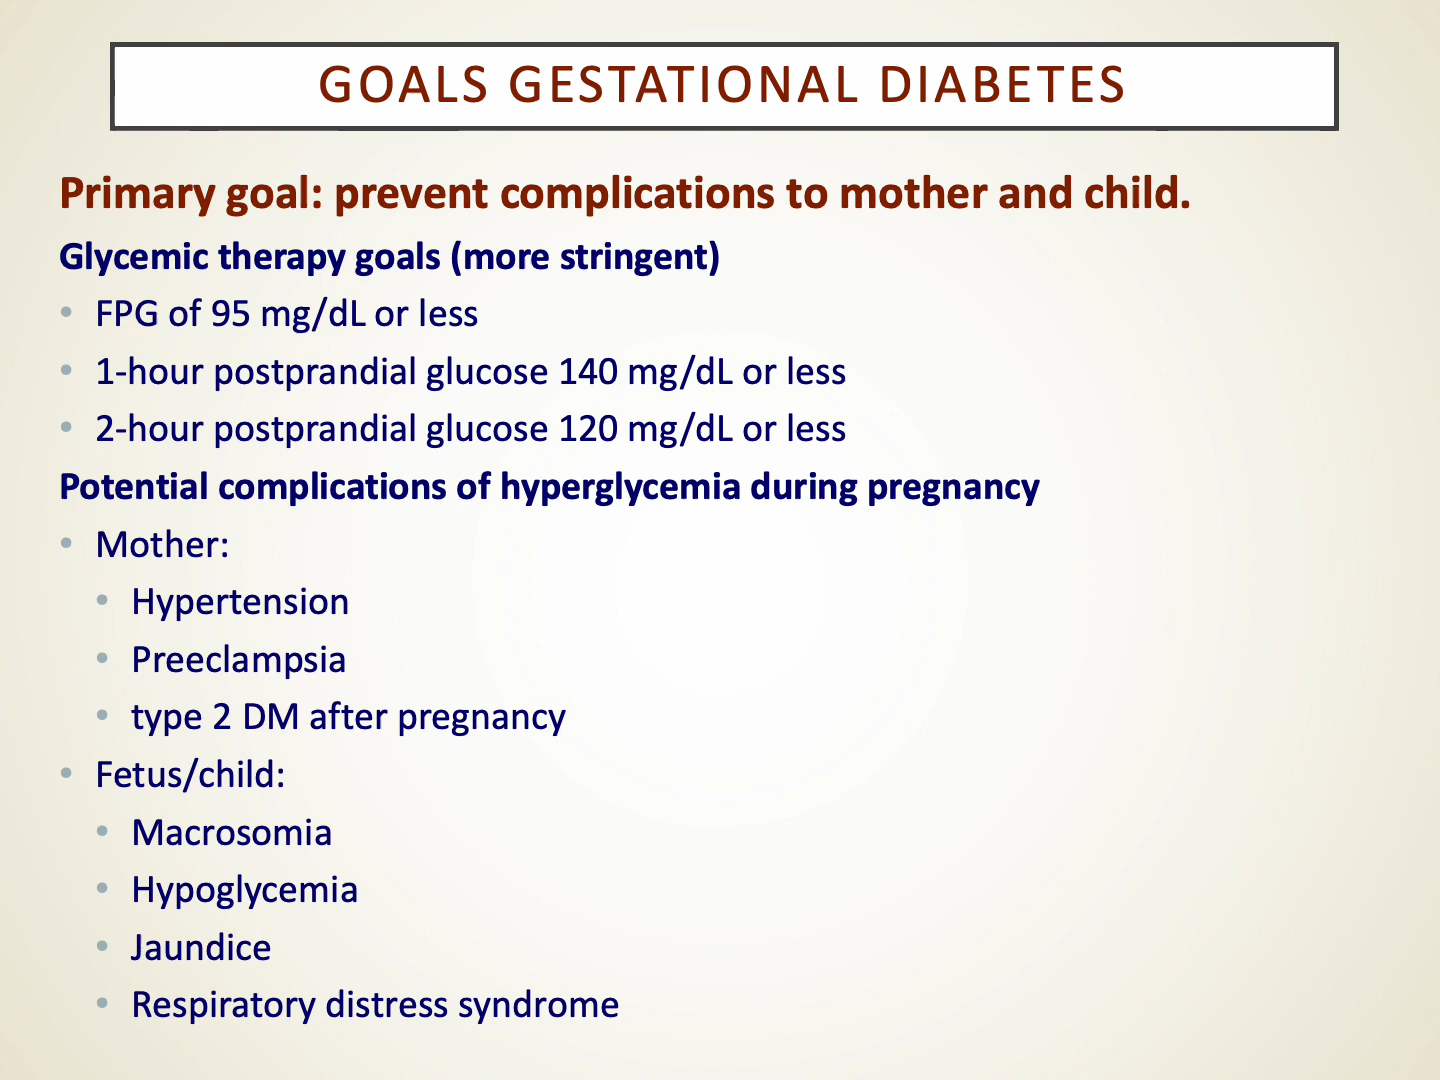 GOALS GESTATIONAL DIABETES
Primary goal: prevent complications to mother and child.
Glycemic therapy goals (more stringent)
• FPG of 95 mg/dL or less
• 1-hour postprandial glucose 140 mg/dL or less
• 2-hour postprandial glucose 120 mg/dL or less
Potential complications of hyperglycemia during pregnancy
• Mother:
• Hypertension
• Preeclampsia
• type 2 DM after pregnancy
• Fetus/child:
• Macrosomia
• Hypoglycemia
• Jaundice
• Respiratory distress syndrome